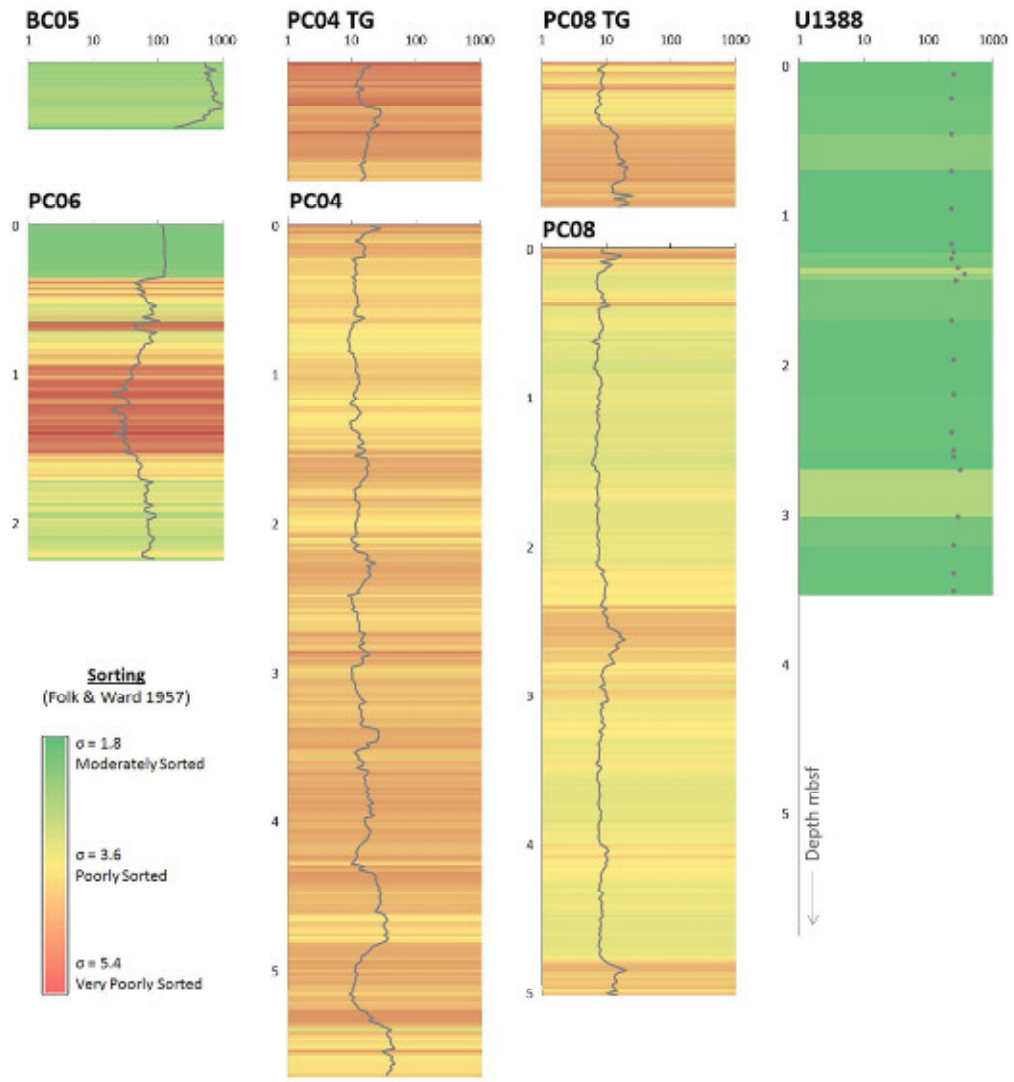 BC05
1 10 100 1000
PC04 TG
1 10 100 1000
PC08 TG
1 10 100 1000
U1388
1 10 100 1000
0
1
2
3
4
5
Depth mbsf
PC06
0
1
2
PC04
0
1
2
3
4
5
PC08
0
1
2
3
4
5
Sorting
(Folk & Ward 1957)
σ = 1.8
Moderately Sorted
σ = 3.6
Poorly Sorted
σ = 5.4
Very Poorly Sorted